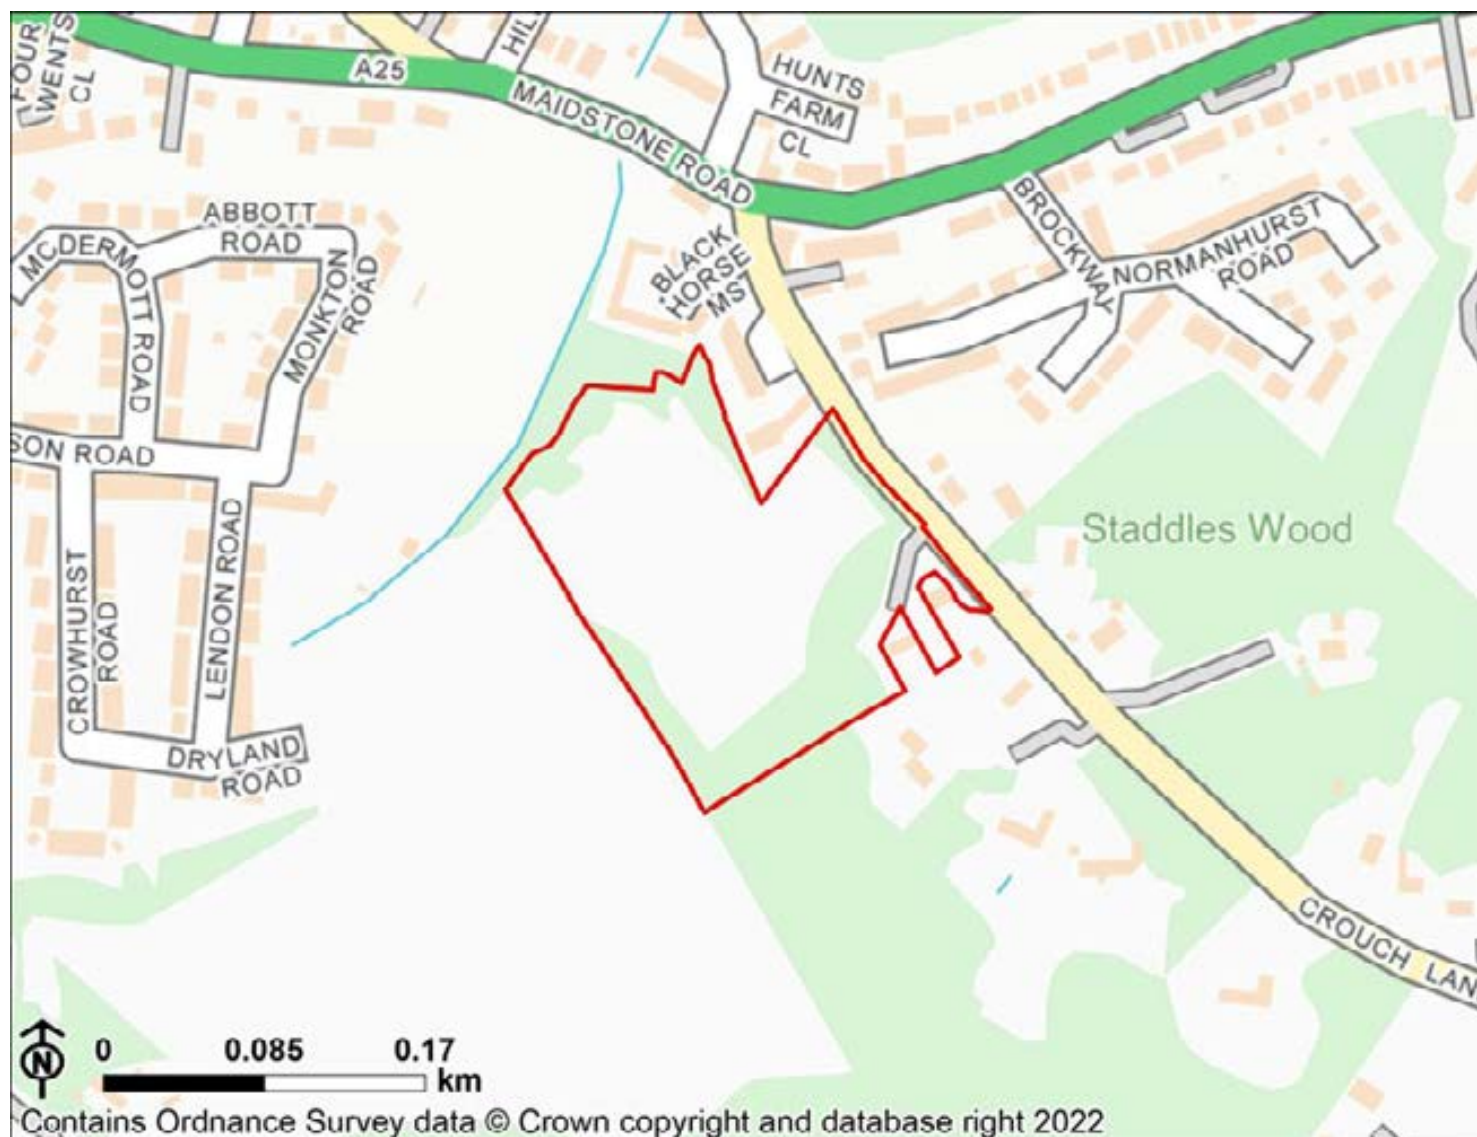 FOUR
WENTS
CL
A25
HIL
MAIDSTONE ROAD
HUNTS
FARM
CL
BROCKWAY
NORMANHURST
ROAD
ABBOTT
ROAD
MCDERMOTT ROAD
MONKTON
ROAD
BLACK
HORSE
MS
SON ROAD
CROWHURST
ROAD
LENDON ROAD
DRYLAND
ROAD
Staddles Wood
CROUCH LAN
N
0 0.085 0.17
km
Contains Ordnance Survey data © Crown copyright and database right 2022